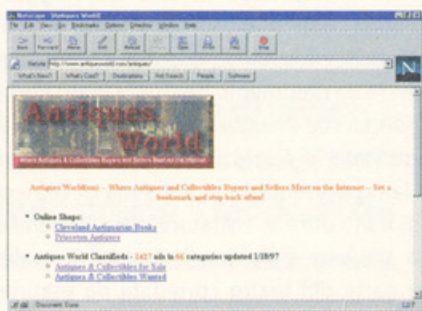 Netscape - [Antiques World]
File Edit View Go Bookmarks Options Directory Window Help
Back Forward Home Edit Reload Open Print Find Stop
Netsite: http://www.antiquesworld.com/antiques/
What's New? What's Cool? Destinations Net Search People Software
N
Antiques
World
Where Antiques & Collectibles Buyers and Sellers Meet on the Internet
Antiques World(sm) -- Where Antiques and Collectibles Buyers and Sellers Meet on the Internet -- Set a
bookmark and stop back often!
Online Shops:
Cleveland Antiquarian Books
Princeton Antiques
Antiques World Classifieds - 1427 ads in 66 categories updated 1/18/97
Antiques & Collectibles for Sale
Antiques & Collectibles Wanted
Document: Done